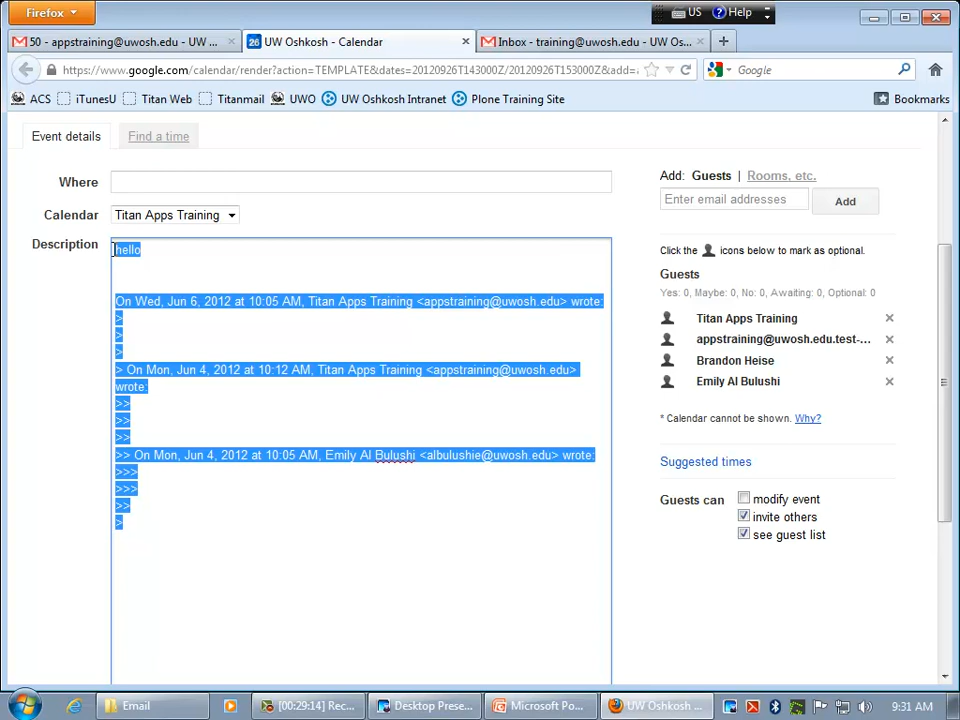 Firefox
US Help
50 - appstraining@uwosh.edu - UW ...
26 UW Oshkosh - Calendar
Inbox - training@uwosh.edu - UW Os...
https://www.google.com/calendar/render?action=TEMPLATE&dates=20120926T143000Z/20120926T153000Z&add=
Google
ACS iTunesU Titan Web Titanmail UWO UW Oshkosh Intranet Plone Training Site Bookmarks
Event details Find a time
Where
Calendar Titan Apps Training
Description
hello
On Wed, Jun 6, 2012 at 10:05 AM, Titan Apps Training <appstraining@uwosh.edu> wrote:
>
>
>
> On Mon, Jun 4, 2012 at 10:12 AM, Titan Apps Training <appstraining@uwosh.edu>
wrote:
>>
>>
>>
>> On Mon, Jun 4, 2012 at 10:05 AM, Emily Al Bulushi <albulushie@uwosh.edu> wrote:
>>>
>>>
>>
>
Add: Guests | Rooms, etc.
Enter email addresses Add
Click the icons below to mark as optional.
Guests
Yes: 0, Maybe: 0, No: 0, Awaiting: 0, Optional: 0
Titan Apps Training
appstraining@uwosh.edu.test-...
Brandon Heise
Emily Al Bulushi
* Calendar cannot be shown. Why?
Suggested times
Guests can modify event
invite others
see guest list
Email
[00:29:14] Rec...
Desktop Prese...
Microsoft Po...
UW Oshkosh ...
9:31 AM